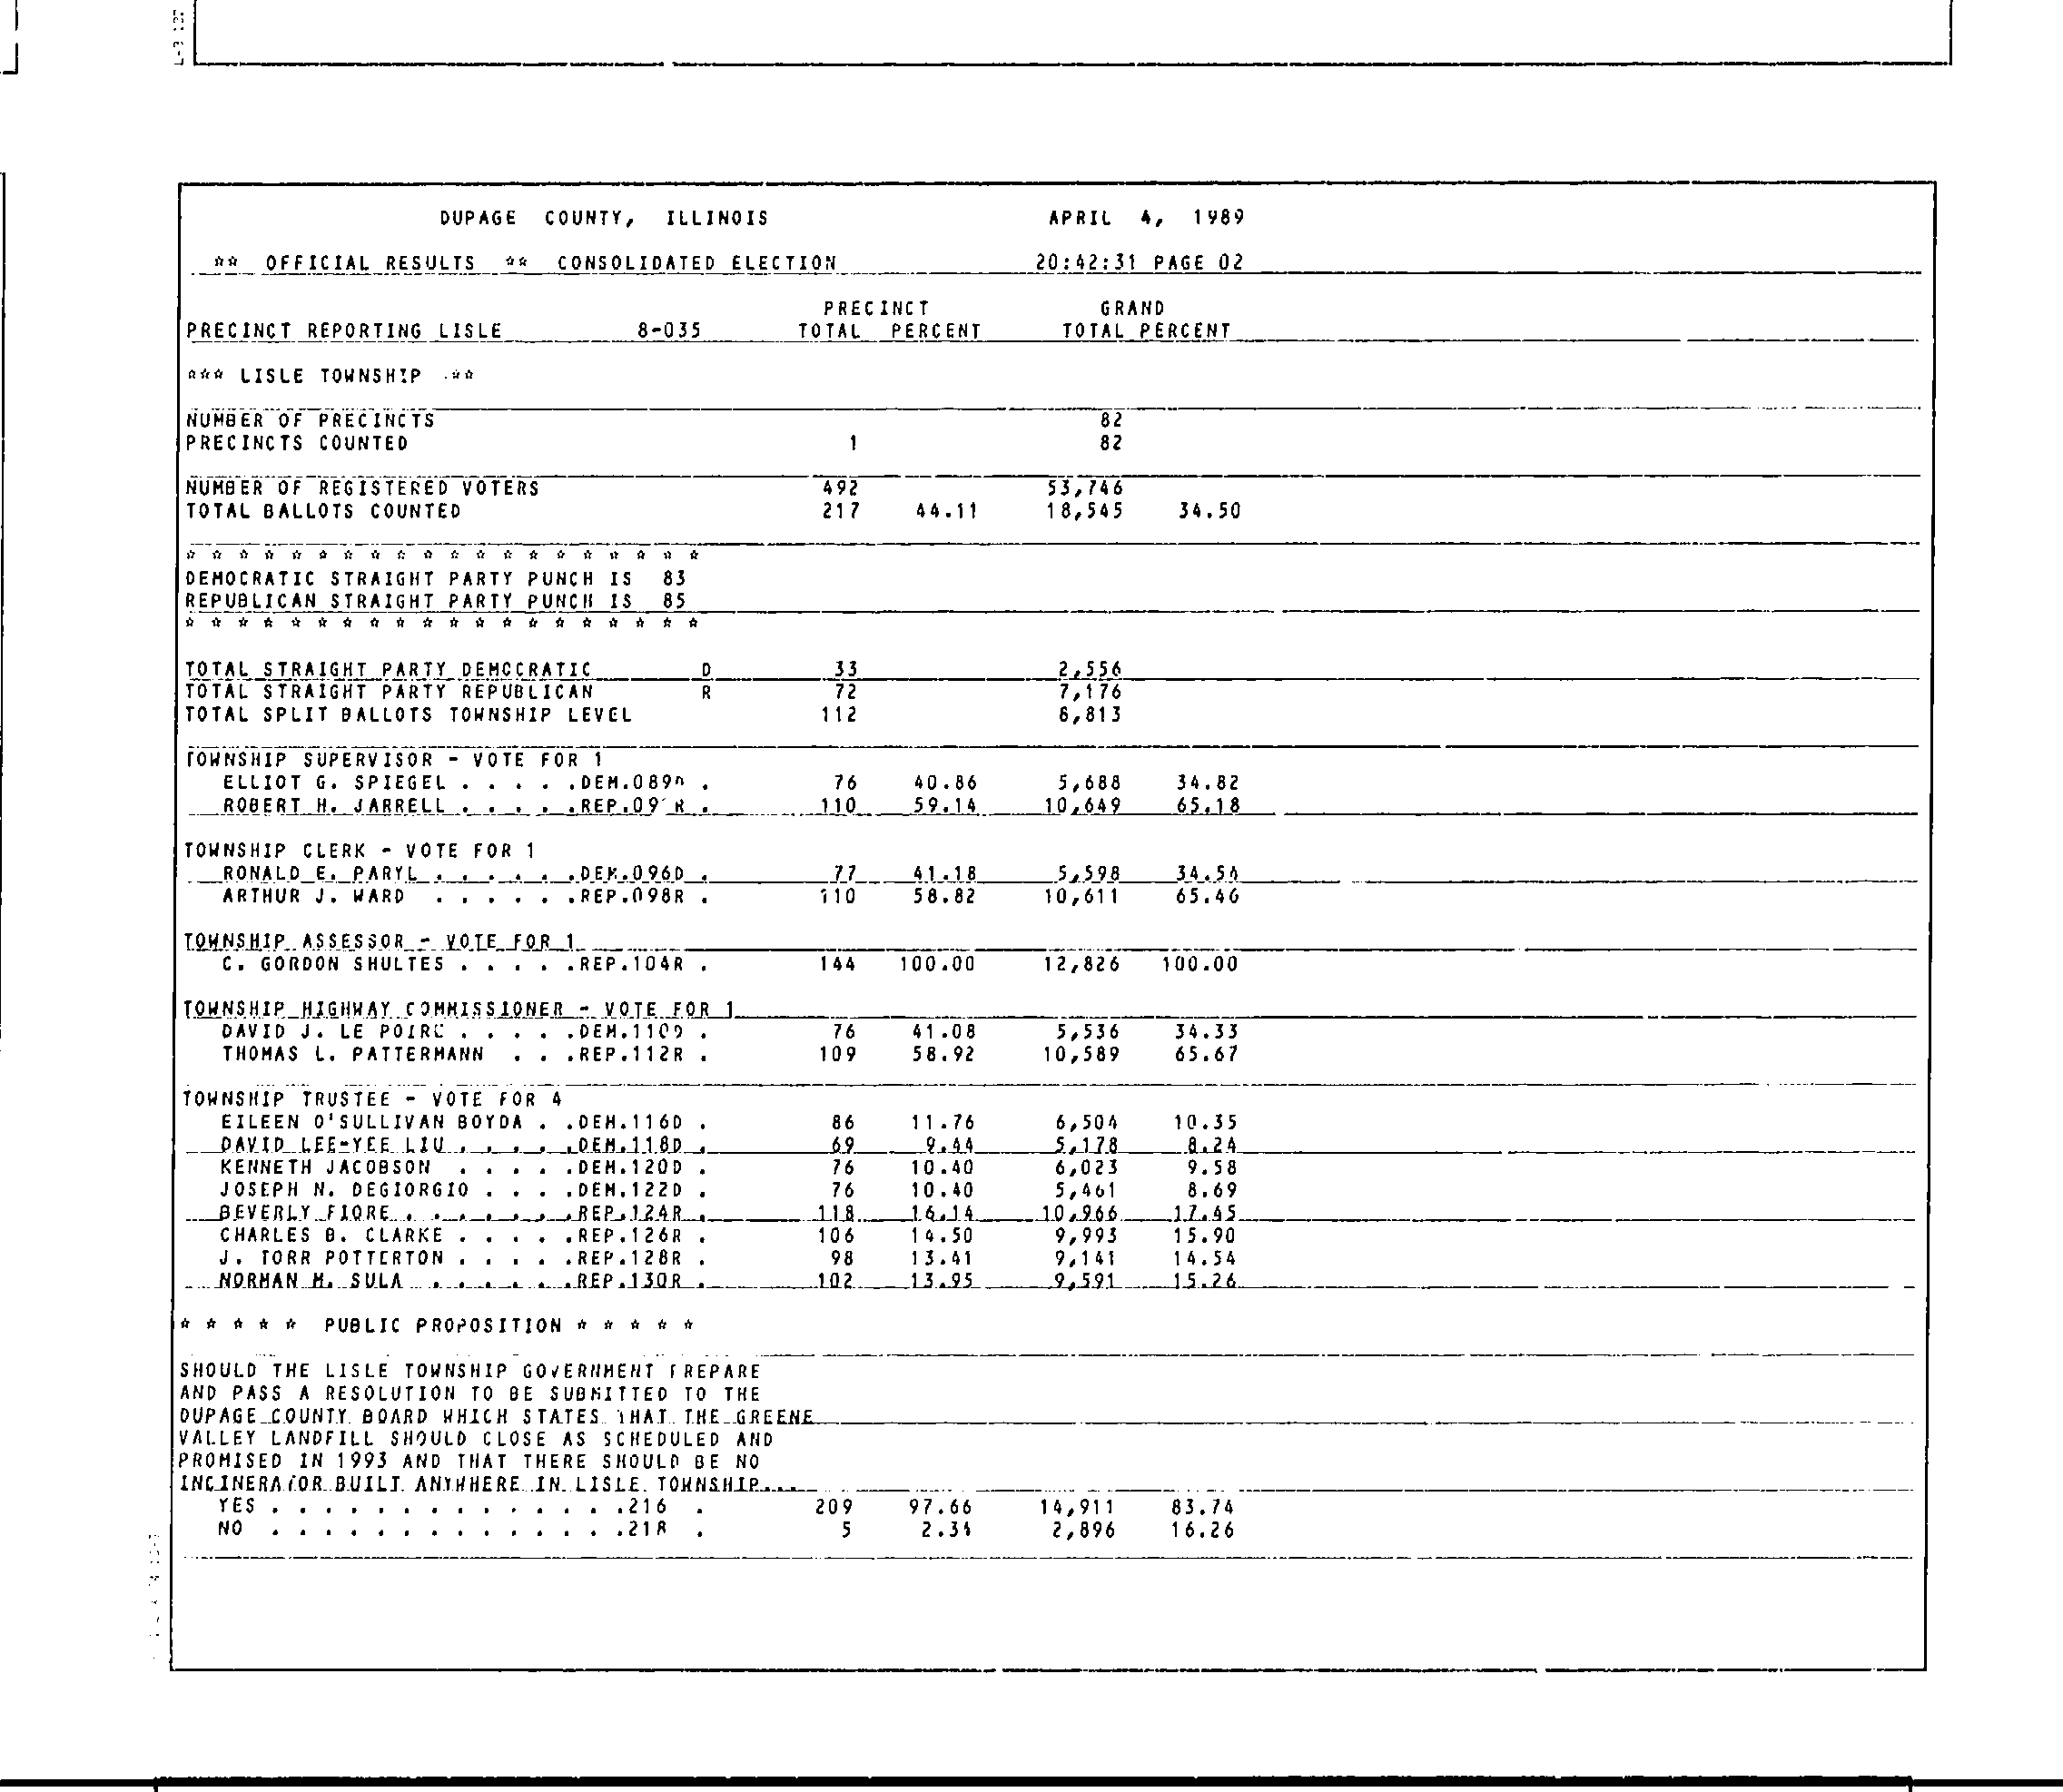 DUPAGE COUNTY, ILLINOIS APRIL 4, 1989
** OFFICIAL RESULTS ** CONSOLIDATED ELECTION 20:42:31 PAGE 02
PRECINCT GRAND
PRECINCT REPORTING LISLE 8-035 TOTAL PERCENT TOTAL PERCENT
*** LISLE TOWNSHIP **
NUMBER OF PRECINCTS 82
PRECINCTS COUNTED 1 82
NUMBER OF REGISTERED VOTERS 492 53,746
TOTAL BALLOTS COUNTED 217 44.11 18,545 34.50
* * * * * * * * * * * * * * * * * * * *
DEMOCRATIC STRAIGHT PARTY PUNCH IS 83
REPUBLICAN STRAIGHT PARTY PUNCH IS 85
* * * * * * * * * * * * * * * * * * * *
TOTAL STRAIGHT PARTY DEMOCRATIC D 33 2,556
TOTAL STRAIGHT PARTY REPUBLICAN R 72 7,176
TOTAL SPLIT BALLOTS TOWNSHIP LEVEL 112 8,813
TOWNSHIP SUPERVISOR - VOTE FOR 1
ELLIOT G. SPIEGEL . . . . .DEM. . 76 40.86 5,688 34.82
ROBERT H. JARRELL . . . . .REP. . 110 59.14 10,649 65.18
TOWNSHIP CLERK - VOTE FOR 1
RONALD E. PARYL . . . . . .DEM.096D . 77 41.18 5,598 34.54
ARTHUR J. WARD . . . . . .REP.098R . 110 58.82 10,611 65.46
TOWNSHIP ASSESSOR - VOTE FOR 1
C. GORDON SHULTES . . . . .REP.104R . 144 100.00 12,826 100.00
TOWNSHIP HIGHWAY COMMISSIONER - VOTE FOR 1
DAVID J. LE POIRE . . . . .DEM.110D . 76 41.08 5,536 34.33
THOMAS L. PATTERMANN . . .REP.112R . 109 58.92 10,589 65.67
TOWNSHIP TRUSTEE - VOTE FOR 4
EILEEN O'SULLIVAN BOYDA . .DEM.116D . 86 11.76 6,504 10.35
DAVID LEE-YEE LIU . . . . .DEM.118D . 69 9.44 5,178 8.24
KENNETH JACOBSON . . . . .DEM.120D . 76 10.40 6,023 9.58
JOSEPH N. DEGIORGIO . . . .DEM.122D . 76 10.40 5,461 8.69
BEVERLY FIORE . . . . . . .REP.124R . 118 16.14 10,966 17.45
CHARLES B. CLARKE . . . . .REP.126R . 106 14.50 9,993 15.90
J. TORR POTTERTON . . . . .REP.128R . 98 13.41 9,141 14.54
NORMAN M. SULA . . . . . .REP.130R . 102 13.95 9,591 15.26
* * * * * PUBLIC PROPOSITION * * * * *
SHOULD THE LISLE TOWNSHIP GOVERNMENT PREPARE
AND PASS A RESOLUTION TO BE SUBMITTED TO THE
DUPAGE COUNTY BOARD WHICH STATES THAT THE GREENE
VALLEY LANDFILL SHOULD CLOSE AS SCHEDULED AND
PROMISED IN 1993 AND THAT THERE SHOULD BE NO
INCINERATOR BUILT ANYWHERE IN LISLE TOWNSHIP...
YES . . . . . . . . . . . . . .216 . 209 97.66 14,911 83.74
NO . . . . . . . . . . . . . .218 . 5 2.34 2,896 16.26